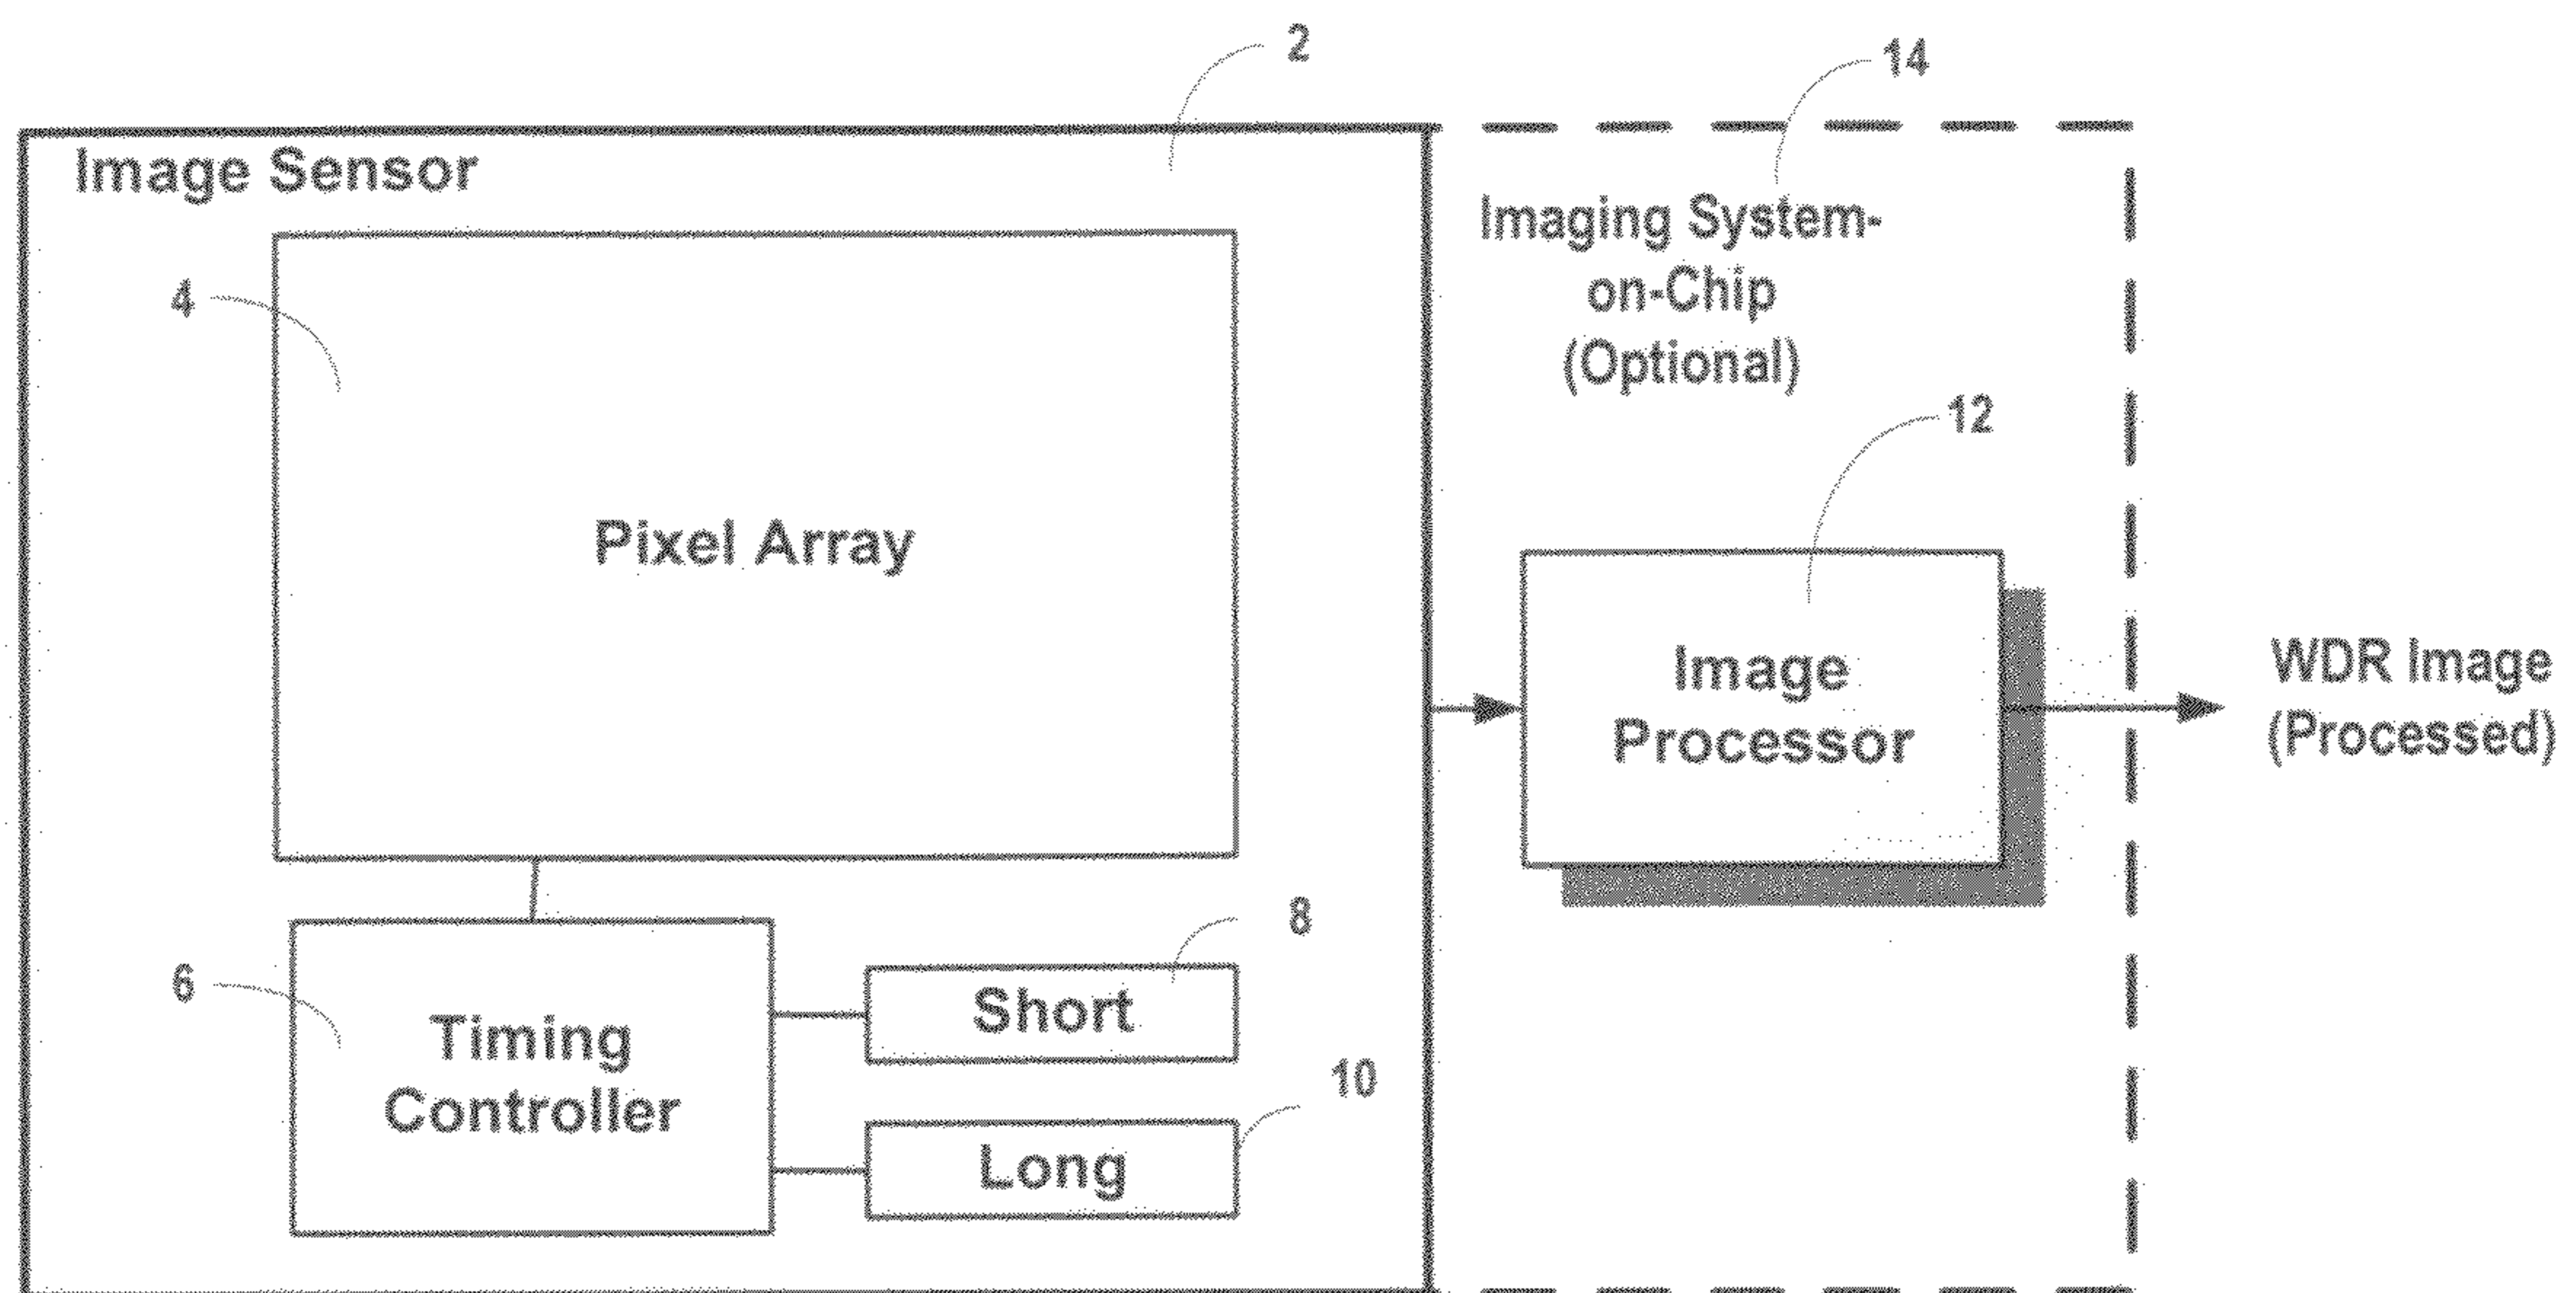 2
14
Image Sensor
Imaging System-
on-Chip
(Optional)
4
12
Pixel Array
Image
Processor
WDR Image
(Processed)
8
6
Short
Timing
Controller
10
Long